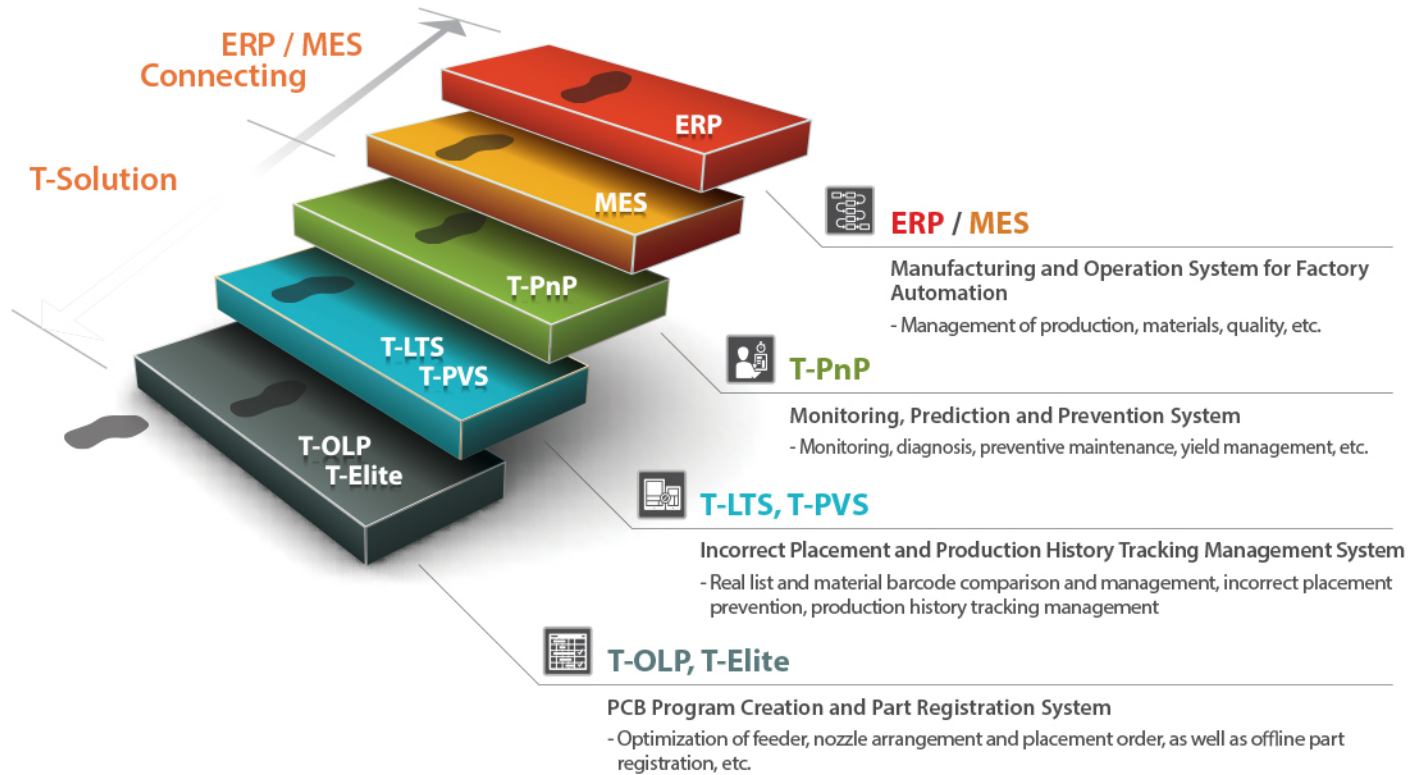 ERP / MES
Connecting
T-Solution
ERP
MES
T-PnP
T-LTS
T-PVS
T-OLP
T-Elite
ERP / MES
Manufacturing and Operation System for Factory
Automation
- Management of production, materials, quality, etc.
T-PnP
Monitoring, Prediction and Prevention System
- Monitoring, diagnosis, preventive maintenance, yield management, etc.
T-LTS, T-PVS
Incorrect Placement and Production History Tracking Management System
- Real list and material barcode comparison and management, incorrect placement
prevention, production history tracking management
T-OLP, T-Elite
PCB Program Creation and Part Registration System
- Optimization of feeder, nozzle arrangement and placement order, as well as offline part
registration, etc.